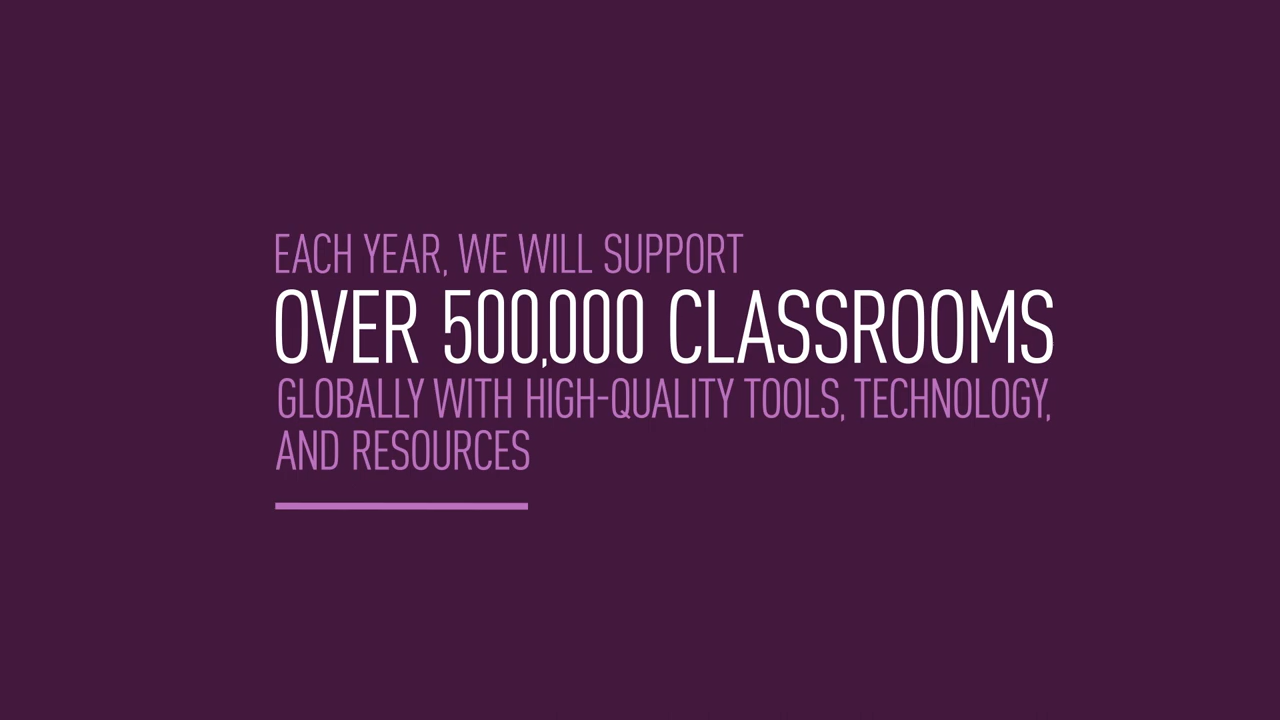 EACH YEAR, WE WILL SUPPORT
OVER 500,000 CLASSROOMS
GLOBALLY WITH HIGH-QUALITY TOOLS, TECHNOLOGY,
AND RESOURCES